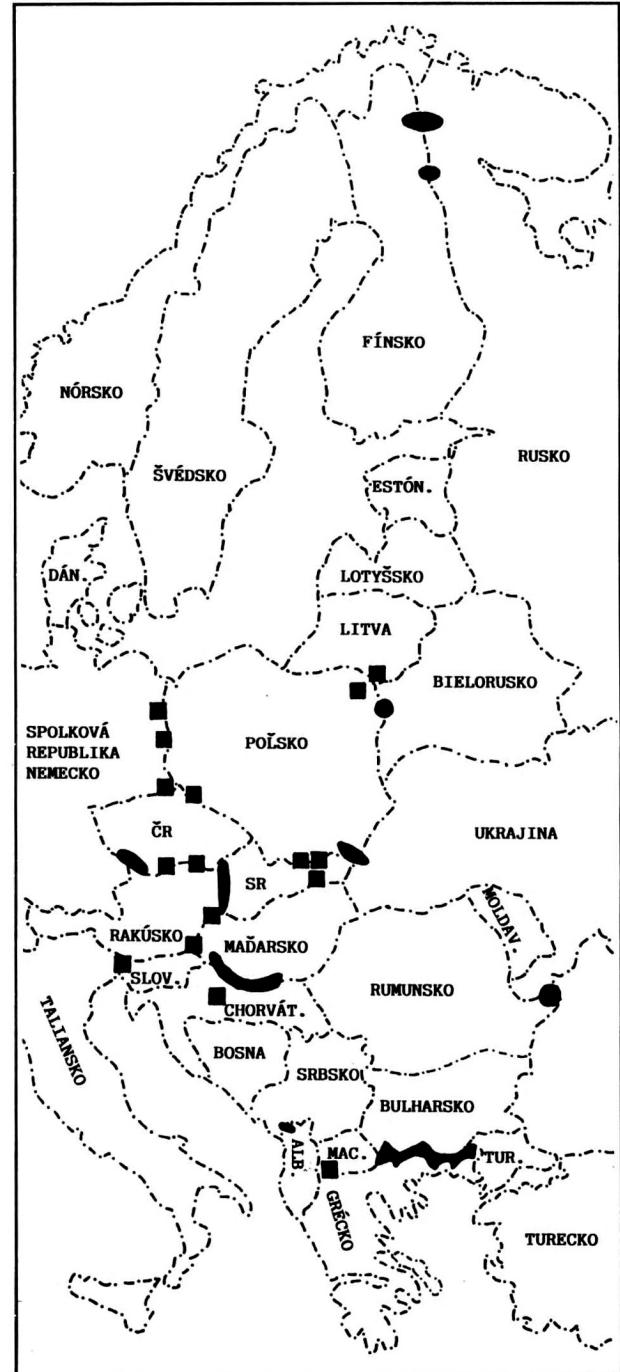 FÍNSKO
NÓRSKO
RUSKO
ŠVÉDSKO
ESTÓN.
DÁN.
LOTYŠSKO
LITVA
BIELORUSKO
SPOLKOVÁ
REPUBLIKA
NEMECKO
POĽSKO
ČR
UKRAJINA
SR
MOLDAV.
RAKÚSKO
MAĎARSKO
SLOV.
RUMUNSKO
CHORVÁT.
TALIANSKO
BOSNA
SRBSKO
BULHARSKO
ALB.
MAC.
TUR.
GRÉCKO
TURECKO